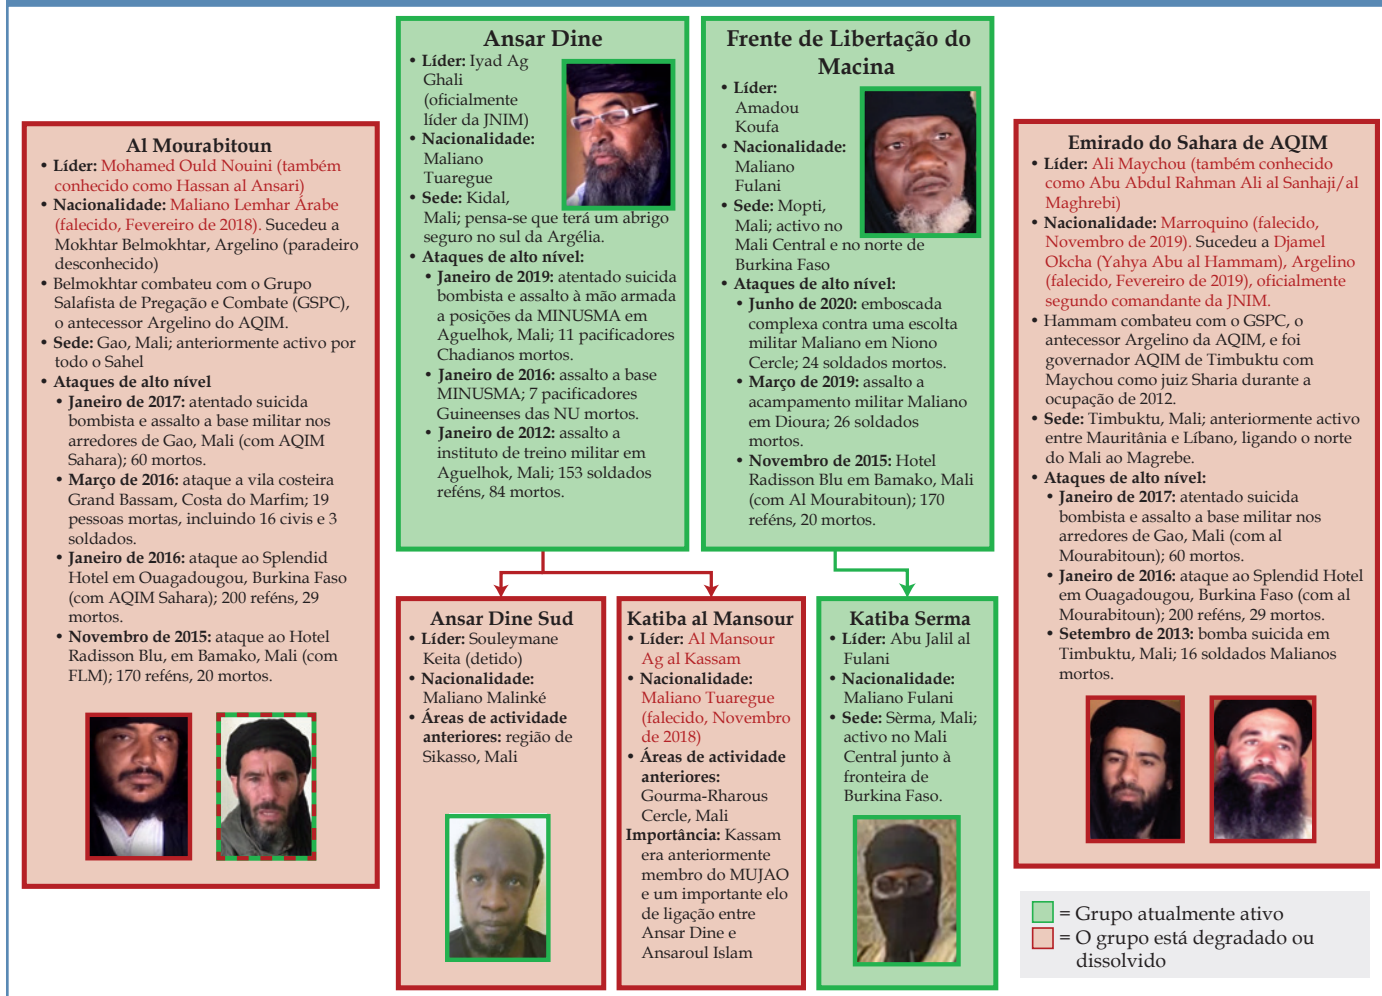 Al Mourabitoun
• Líder: Mohamed Ould Nouini (também
conhecido como Hassan al Ansari)
• Nacionalidade: Maliano Lemhar Árabe
(falecido, Fevereiro de 2018). Sucedeu a
Mokhtar Belmokhtar, Argelino (paradeiro
desconhecido)
• Belmokhtar combateu com o Grupo
Salafista de Pregação e Combate (GSPC),
o antecessor Argelino do AQIM.
• Sede: Gao, Mali; anteriormente activo por
todo o Sahel
• Ataques de alto nível
• Janeiro de 2017: atentado suicida
bombista e assalto a base militar nos
arredores de Gao, Mali (com AQIM
Sahara); 60 mortos.
• Março de 2016: ataque a vila costeira
Grand Bassam, Costa do Marfim; 19
pessoas mortas, incluindo 16 civis e 3
soldados.
• Janeiro de 2016: ataque ao Splendid
Hotel em Ouagadougou, Burkina Faso
(com AQIM Sahara); 200 reféns, 29
mortos.
• Novembro de 2015: ataque ao Hotel
Radisson Blu, em Bamako, Mali (com
FLM); 170 reféns, 20 mortos.
Ansar Dine
• Líder: Iyad Ag
Ghali
(oficialmente
líder da JNIM)
• Nacionalidade:
Maliano
Tuaregue
• Sede: Kidal,
Mali; pensa-se que terá um abrigo
seguro no sul da Argélia.
• Ataques de alto nível:
• Janeiro de 2019: atentado suicida
bombista e assalto à mão armada
a posições da MINUSMA em
Aguelhok, Mali; 11 pacificadores
Chadianos mortos.
• Janeiro de 2016: assalto a base
MINUSMA; 7 pacificadores
Guineenses das NU mortos.
• Janeiro de 2012: assalto a
instituto de treino militar em
Aguelhok, Mali; 153 soldados
reféns, 84 mortos.
Frente de Libertação do
Macina
• Líder:
Amadou
Koufa
• Nacionalidade:
Maliano
Fulani
• Sede: Mopti,
Mali; activo no
Mali Central e no norte de
Burkina Faso
• Ataques de alto nível:
• Junho de 2020: emboscada
complexa contra uma escolta
militar Maliano em Niono
Cercle; 24 soldados mortos.
• Março de 2019: assalto a
acampamento militar Maliano
em Dioura; 26 soldados
mortos.
• Novembro de 2015: Hotel
Radisson Blu em Bamako, Mali
(com Al Mourabitoun); 170
reféns, 20 mortos.
Emirado do Sahara de AQIM
• Líder: Ali Maychou (também conhecido
como Abu Abdul Rahman Ali al Sanhaji/al
Maghrebi)
• Nacionalidade: Marroquino (falecido,
Novembro de 2019). Sucedeu a Djamel
Okcha (Yahya Abu al Hammam), Argelino
(falecido, Fevereiro de 2019), oficialmente
segundo comandante da JNIM.
• Hammam combateu com o GSPC, o
antecessor Argelino da AQIM, e foi
governador AQIM de Timbuktu com
Maychou como juiz Sharia durante a
ocupação de 2012.
• Sede: Timbuktu, Mali; anteriormente activo
entre Mauritânia e Líbano, ligando o norte
do Mali ao Magrebe.
• Ataques de alto nível:
• Janeiro de 2017: atentado suicida
bombista e assalto a base militar nos
arredores de Gao, Mali (com al
Mourabitoun); 60 mortos.
• Janeiro de 2016: ataque ao Splendid Hotel
em Ouagadougou, Burkina Faso (com al
Mourabitoun); 200 reféns, 29 mortos.
• Setembro de 2013: bomba suicida em
Timbuktu, Mali; 16 soldados Malianos
mortos.
Ansar Dine Sud
• Líder: Souleymane
Keita (detido)
• Nacionalidade:
Maliano Malinké
• Áreas de actividade
anteriores: região de
Sikasso, Mali
Katiba al Mansour
• Líder: Al Mansour
Ag al Kassam
• Nacionalidade:
Maliano Tuaregue
(falecido, Novembro
de 2018)
• Áreas de actividade
anteriores:
Gourma-Rharous
Cercle, Mali
Importância: Kassam
era anteriormente
membro do MUJAO
e um importante elo
de ligação entre
Ansar Dine e
Ansaroul Islam
Katiba Serma
• Líder: Abu Jalil al
Fulani
• Nacionalidade:
Maliano Fulani
• Sede: Sèrma, Mali;
activo no Mali
Central junto à
fronteira de
Burkina Faso.
= Grupo atualmente ativo
= O grupo está degradado ou
dissolvido